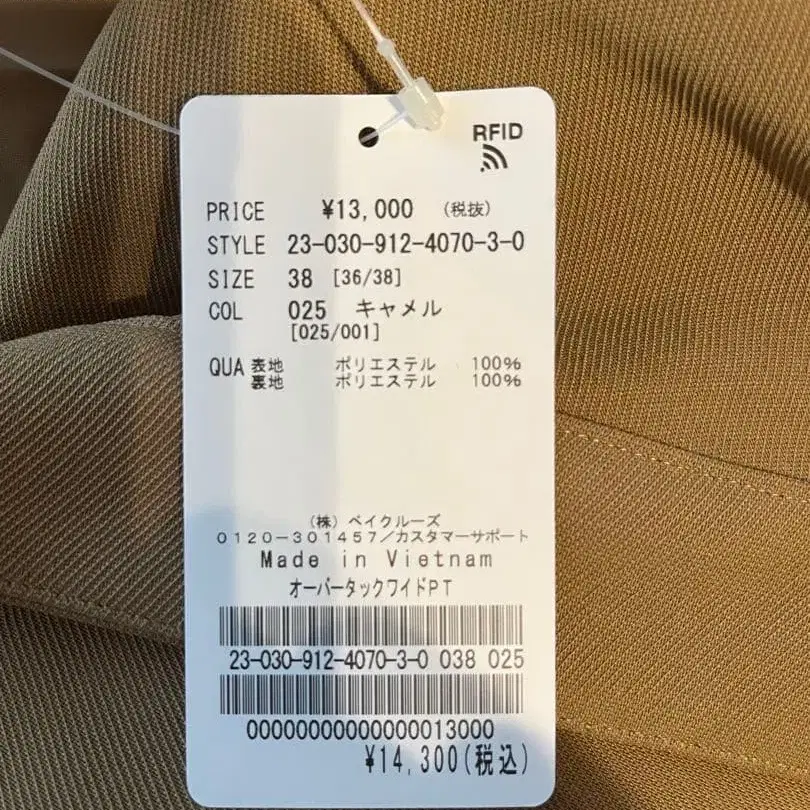 RFID
PRICE ¥13,000 (税抜)
STYLE 23-030-912-4070-3-0
SIZE 38 [36/38]
COL 025 キャメル
[025/001]
QUA 表地 ポリエステル 100%
裏地 ポリエステル 100%
(株) ベイクルーズ
0120-301457/カスタマーサポート
Made in Vietnam
オーバータックワイドPT
23-030-912-4070-3-0 038 025
00000000000000013000
¥14,300(税込)